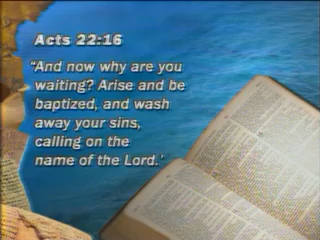 Acts 22:16
“And now why are you
waiting? Arise and be
baptized, and wash
away your sins,
calling on the
name of the Lord.’